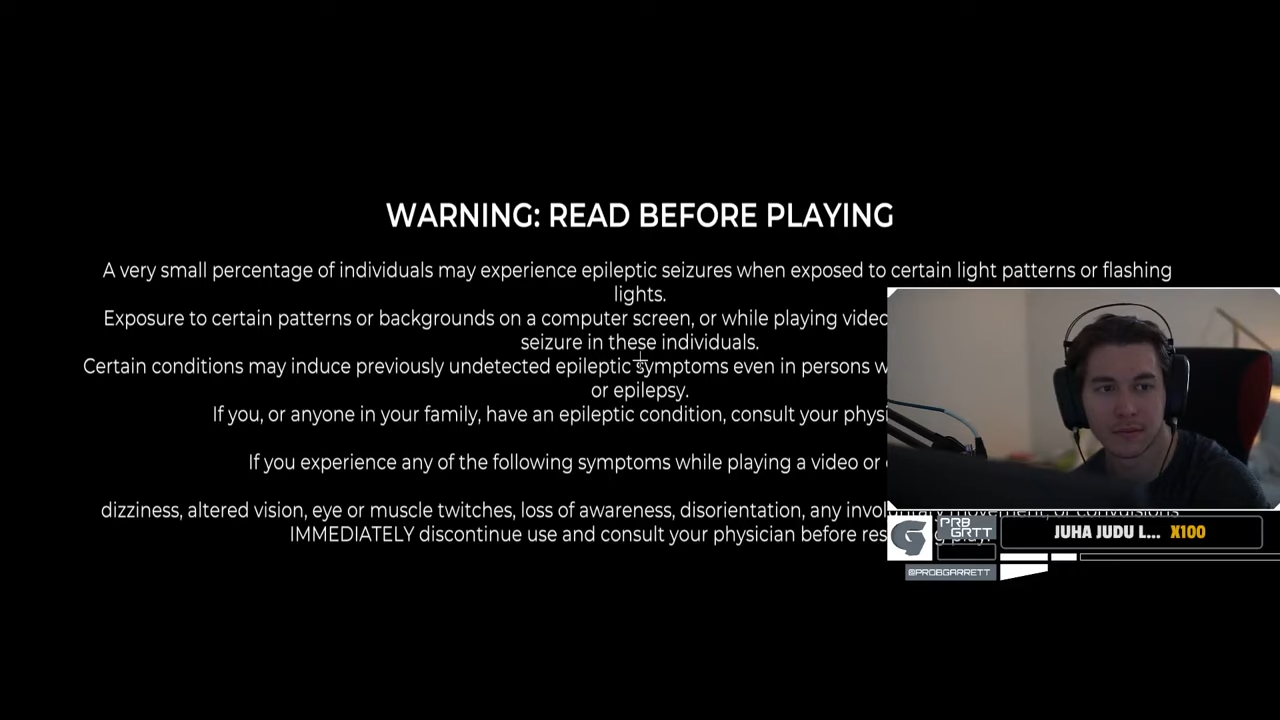 WARNING: READ BEFORE PLAYING
A very small percentage of individuals may experience epileptic seizures when exposed to certain light patterns or flashing
lights.
Exposure to certain patterns or backgrounds on a computer screen, or while playing video
seizure in these individuals.
Certain conditions may induce previously undetected epileptic symptoms even in persons w
or epilepsy.
If you, or anyone in your family, have an epileptic condition, consult your physi
If you experience any of the following symptoms while playing a video or
dizziness, altered vision, eye or muscle twitches, loss of awareness, disorientation, any involuntary movement, or convulsions
IMMEDIATELY discontinue use and consult your physician before res
PRB
GRTT
JUHA JUDU L... X100
@PROBGARRETT